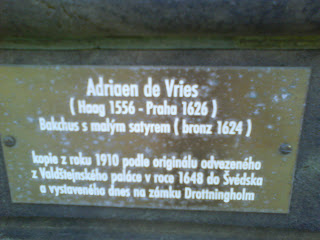 Adriaen de Vries
( Haag 1556 - Praha 1626 )
Bakchus s malým satyrem ( bronz 1624 )
kopie z roku 1910 podle originálu odvezeného
z Valdštejnského paláce v roce 1648 do Švédska
a vystaveného dnes na zámku Drottningholm